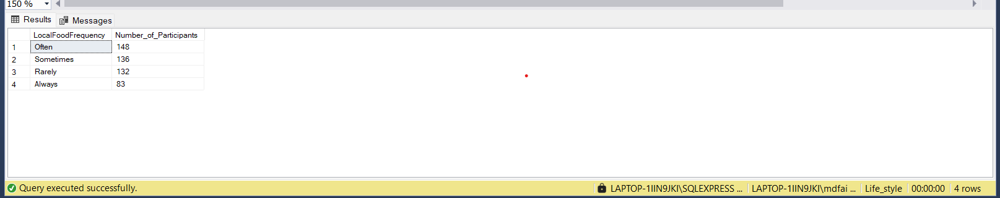 150 %
Results Messages
LocalFoodFrequency Number_of_Participants
1 Often 148
2 Sometimes 136
3 Rarely 132
4 Always 83
Query executed successfully. LAPTOP-1IIN9JKI\SQLEXPRESS ... LAPTOP-1IIN9JKI\mdfai ... Life_style 00:00:00 4 rows